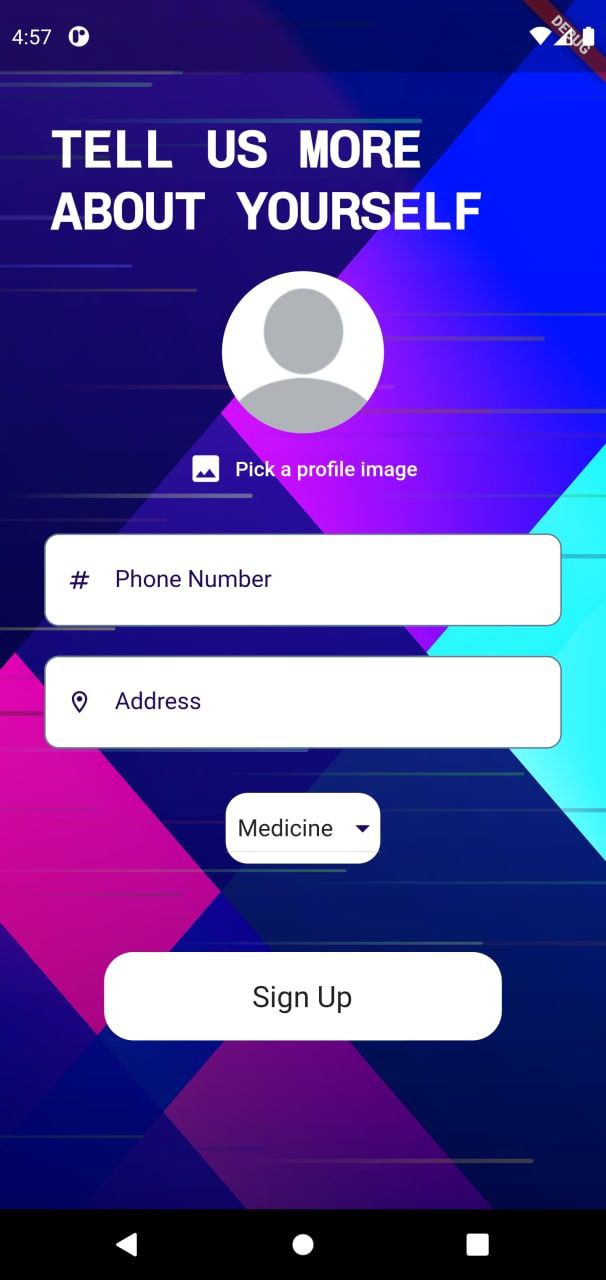 4:57
DEBUG
TELL US MORE
ABOUT YOURSELF
Pick a profile image
# Phone Number
Address
Medicine
Sign Up